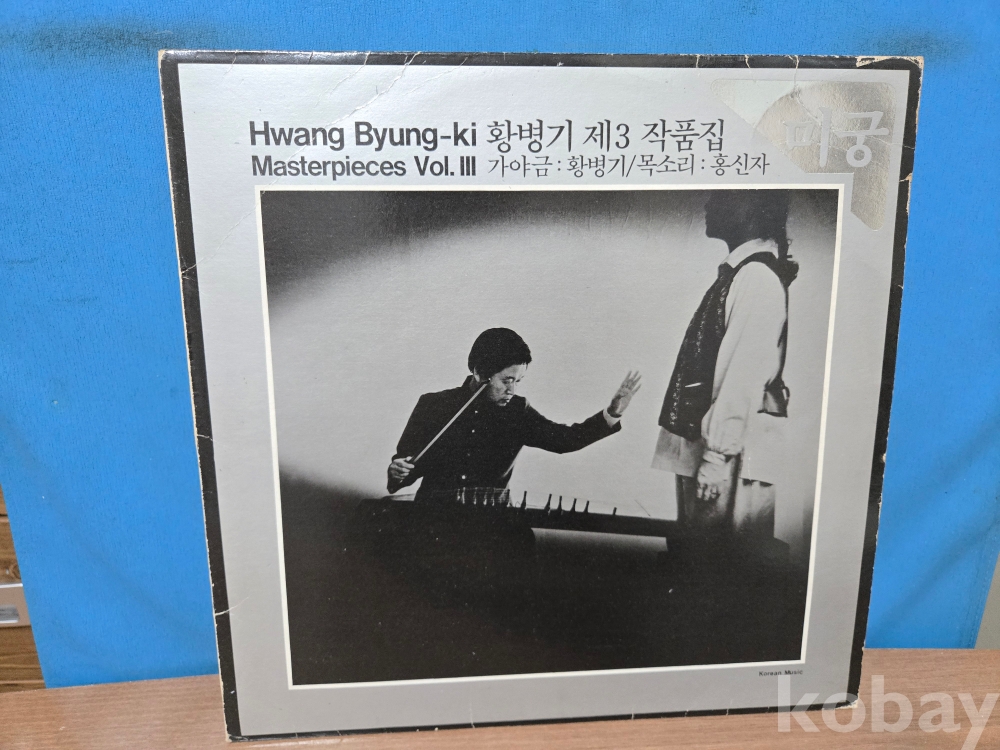 Hwang Byung-ki 황병기 제3 작품집
미궁
Masterpieces Vol. III 가야금 : 황병기/목소리 : 홍신자
Korean Music
kobay